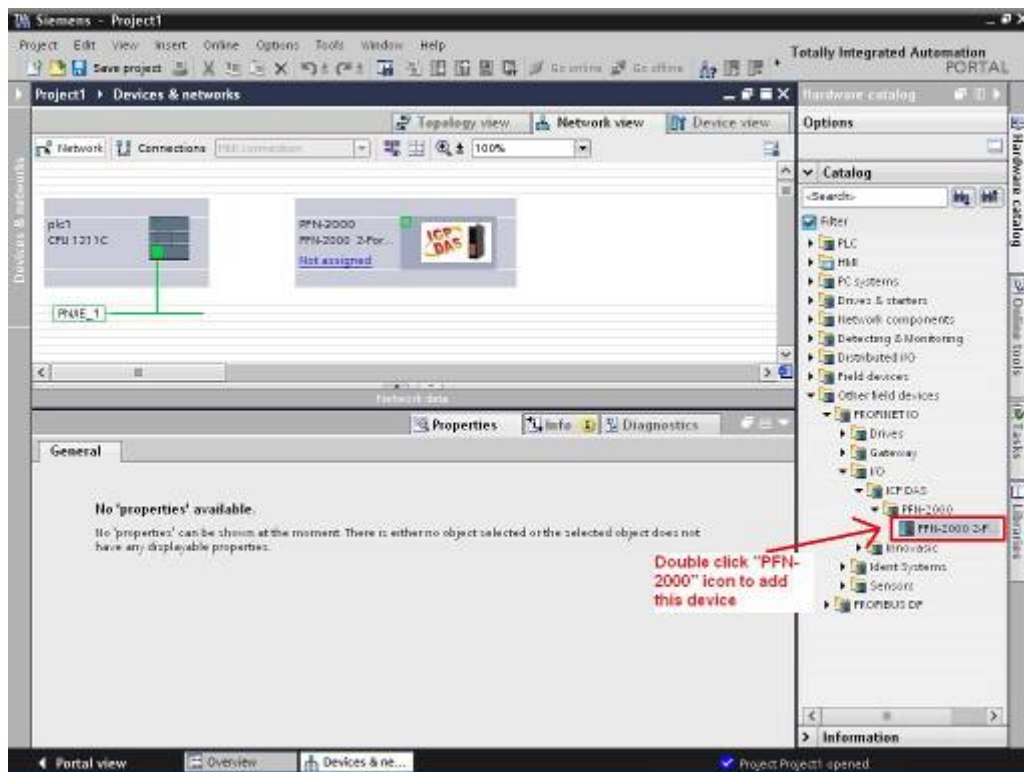 Siemens - Project1
Project Edit View Insert Online Options Tools Window Help
Save project
Go online
Go offline
Totally Integrated Automation
PORTAL
Project1 Devices & networks
Hardware catalog
Topology view
Network view
Device view
Options
Network
Connections
HMI connection
100%
Catalog
<Search>
Filter
PLC
HMI
PC systems
Drives & starters
Network components
Detecting & Monitoring
Distributed I/O
Field devices
Other field devices
PROFINET IO
Drives
Gateway
I/O
ICP DAS
PFN-2000
PFN-2000 2-P...
Innovasic
Ident Systems
Sensors
PROFIBUS DP
Information
plc1
CPU 1211C
PFN-2000
PFN-2000 2-Por...
Not assigned
ICP
DAS
PN/IE_1
Network data
Properties
Info
Diagnostics
General
No 'properties' available.
No 'properties' can be shown at the moment. There is either no object selected or the selected object does not
have any displayable properties.
Double click "PFN-
2000" icon to add
this device
Devices & networks
Hardware catalog
Online tools
Tasks
Libraries
Portal view
Overview
Devices & ne...
Project Project1 opened.